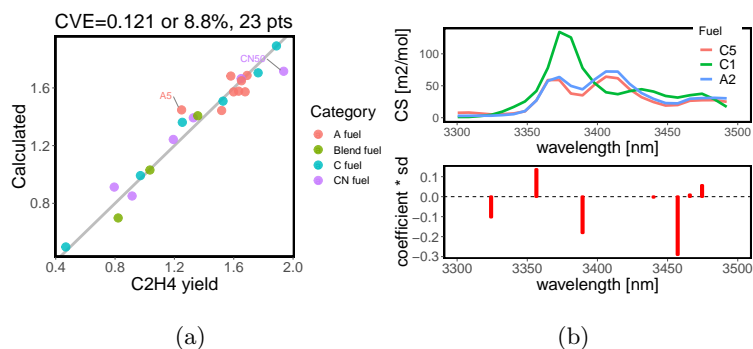 CVE=0.121 or 8.8%, 23 pts
CN50
A5
1.6
1.2
0.8
Calculated
0.4
0.8
1.2
1.6
2.0
C2H4 yield
Category
A fuel
Blend fuel
C fuel
CN fuel
(a)
Fuel
C5
C1
A2
100
50
0
CS [m2/mol]
3300
3350
3400
3450
3500
wavelength [nm]
0.1
0.0
−0.1
−0.2
−0.3
coefficient * sd
3300
3350
3400
3450
3500
wavelength [nm]
(b)